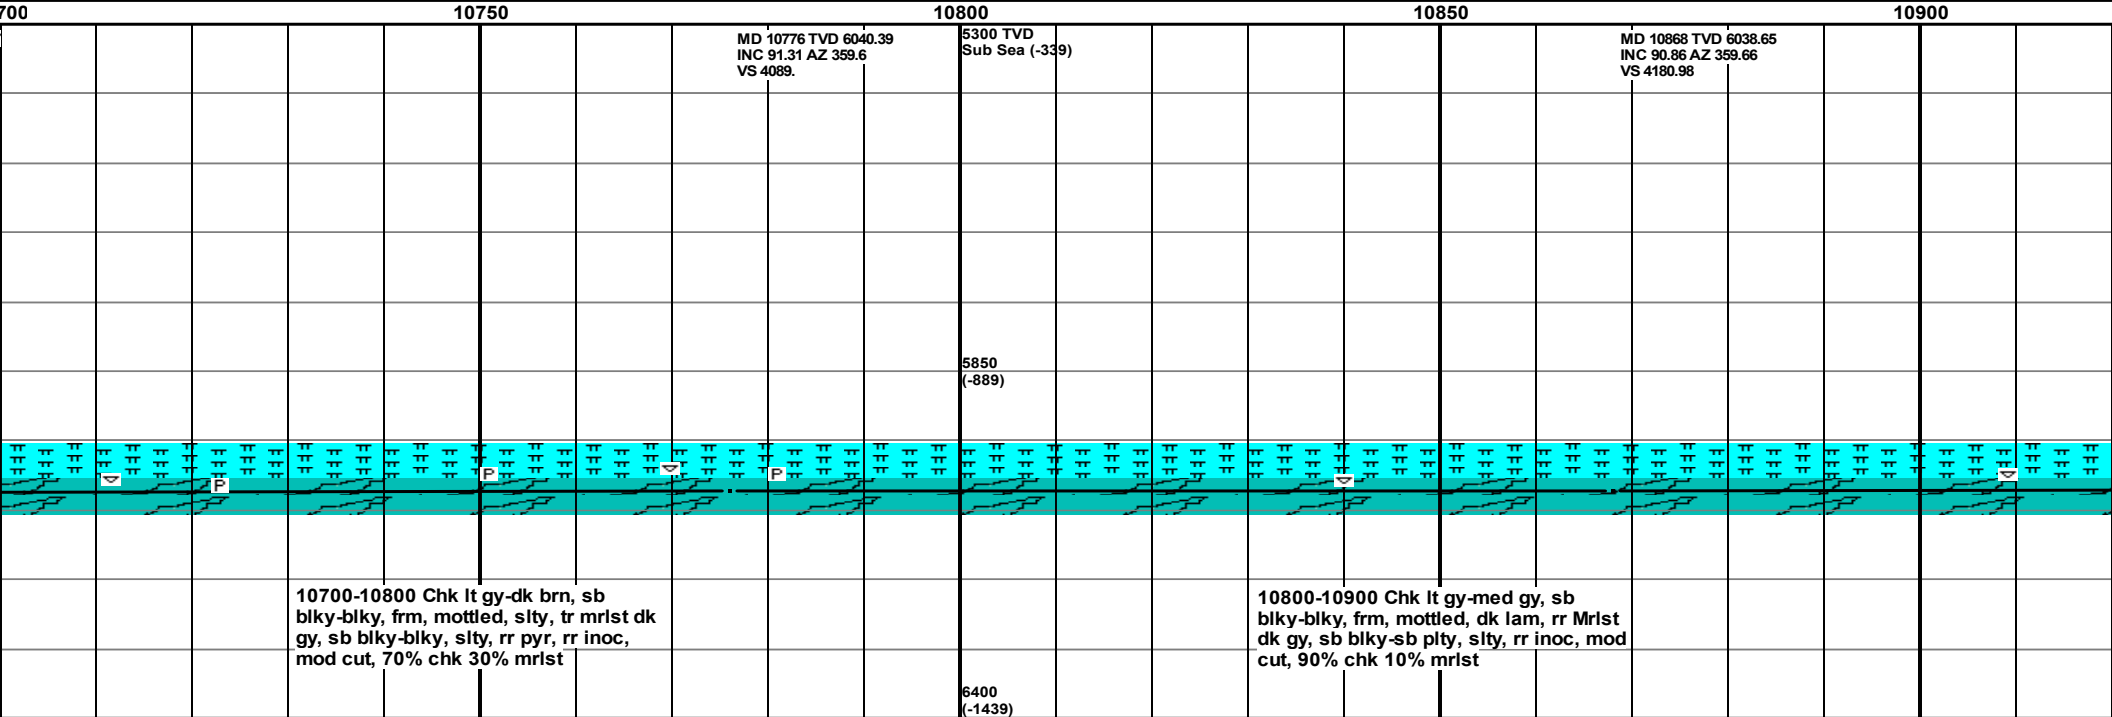 700 10750 10800 10850 10900
MD 10776 TVD 6040.39
INC 91.31 AZ 359.6
VS 4089.
5300 TVD
Sub Sea (-339)
MD 10868 TVD 6038.65
INC 90.86 AZ 359.66
VS 4180.98
5850
(-889)
P
P
P
10700-10800 Chk lt gy-dk brn, sb
blky-blky, frm, mottled, slty, tr mrlst dk
gy, sb blky-blky, slty, rr pyr, rr inoc,
mod cut, 70% chk 30% mrlst
10800-10900 Chk lt gy-med gy, sb
blky-blky, frm, mottled, dk lam, rr Mrlst
dk gy, sb blky-sb plty, slty, rr inoc, mod
cut, 90% chk 10% mrlst
6400
(-1439)